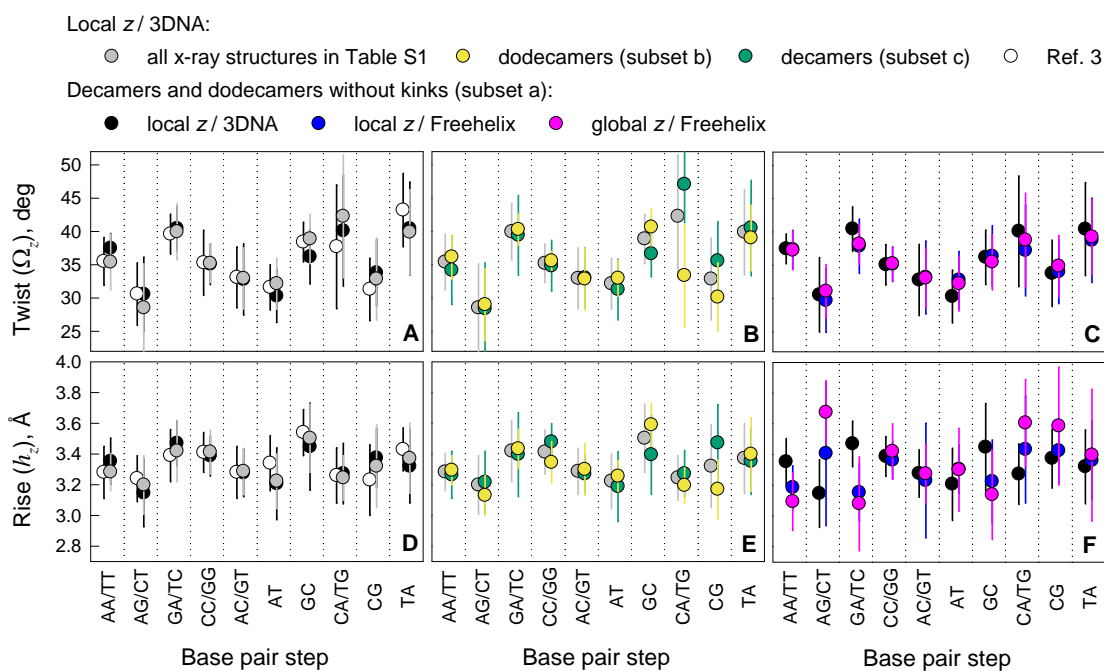 Local z / 3DNA:
all x-ray structures in Table S1 dodecamers (subset b) decamers (subset c) Ref. 3
Decamers and dodecamers without kinks (subset a):
local z / 3DNA local z / Freehelix global z / Freehelix
Twist (Ωz), deg
50
45
40
35
30
25
A
B
C
Rise (hz), Å
4.0
3.8
3.6
3.4
3.2
3.0
2.8
D
E
F
AA/TT AG/CT GA/TC CC/GG AC/GT AT GC CA/TG CG TA
AA/TT AG/CT GA/TC CC/GG AC/GT AT GC CA/TG CG TA
AA/TT AG/CT GA/TC CC/GG AC/GT AT GC CA/TG CG TA
Base pair step Base pair step Base pair step